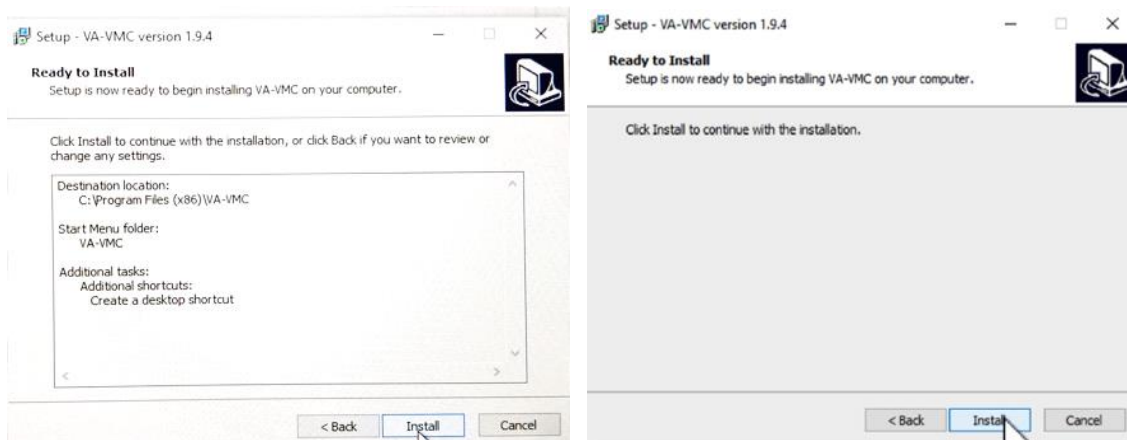 Setup - VA-VMC version 1.9.4
Ready to Install
Setup is now ready to begin installing VA-VMC on your computer.
Click Install to continue with the installation, or click Back if you want to review or
change any settings.
Destination location:
C:\Program Files (x86)\VA-VMC
Start Menu folder:
VA-VMC
Additional tasks:
Additional shortcuts:
Create a desktop shortcut
< Back
Install
Cancel
Setup - VA-VMC version 1.9.4
Ready to Install
Setup is now ready to begin installing VA-VMC on your computer.
Click Install to continue with the installation.
< Back
Install
Cancel